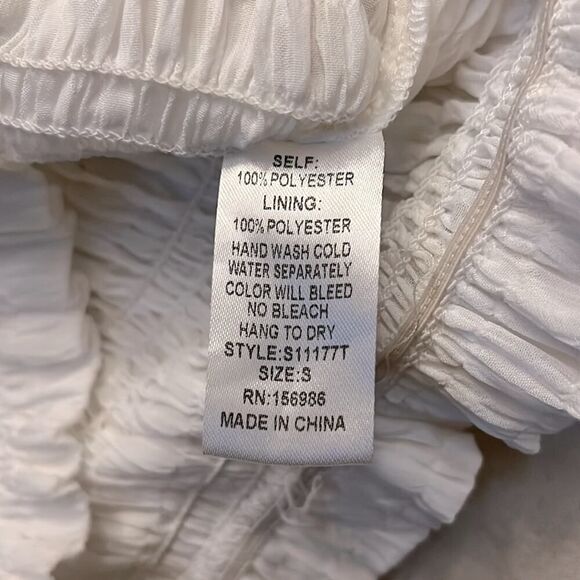 SELF:
100% POLYESTER
LINING:
100% POLYESTER
HAND WASH COLD
WATER SEPARATELY
COLOR WILL BLEED
NO BLEACH
HANG TO DRY
STYLE:S11177T
SIZE:S
RN:156986
MADE IN CHINA